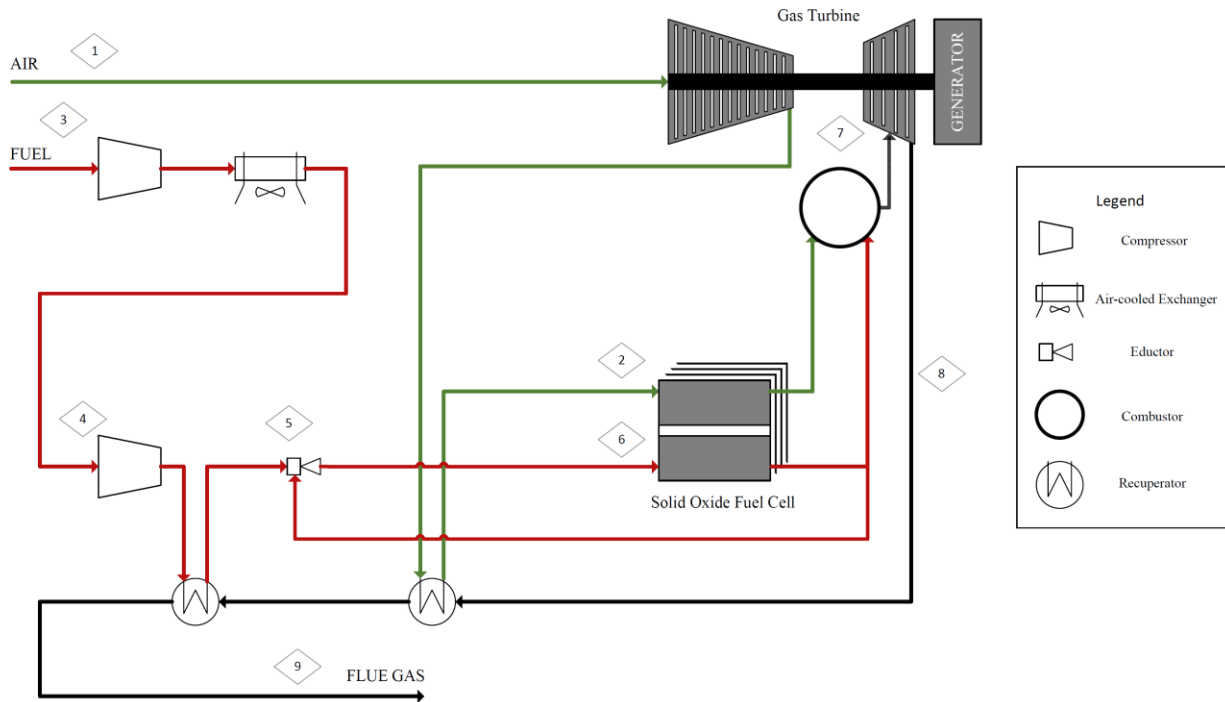 Gas Turbine
1
AIR
GENERATOR
3
7
FUEL
Legend
Compressor
Air-cooled Exchanger
Eductor
2
8
4
5
6
Combustor
Solid Oxide Fuel Cell
Recuperator
9
FLUE GAS